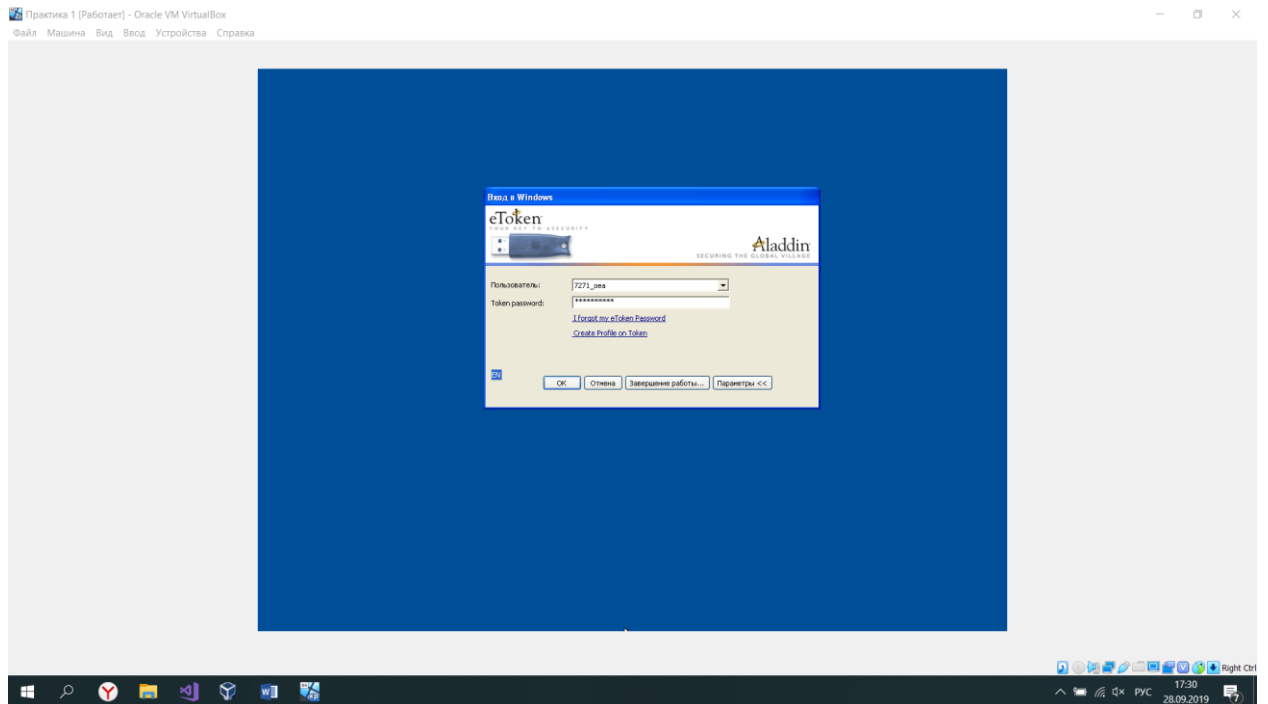 Практика 1 [Работает] - Oracle VM VirtualBox
Файл Машина Вид Ввод Устройства Справка
Вход в Windows
eToken
YOUR KEY TO eSECURITY
Aladdin
SECURING THE GLOBAL VILLAGE
Пользователь: 7271_oea
Token password: **********
I forgot my eToken Password
Create Profile on Token
EN
OK Отмена Завершение работы... Параметры <<
Right Ctrl
РУС
17:30
28.09.2019
7